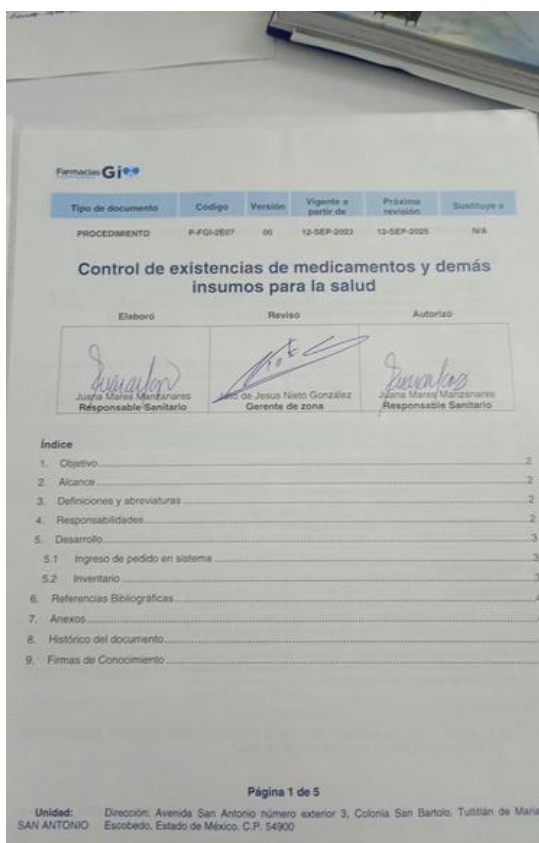 Farmacias Gi
Tipo de documento Código Versión Vigente a partir de Próxima revisión Sustituye a
PROCEDIMIENTO P-FGI-2E07 00 12-SEP-2023 12-SEP-2025 N/A
Control de existencias de medicamentos y demás
insumos para la salud
Elaboró Revisó Autorizó
Juana Mares Manzanares de Jesus Nieto González Juana Mares Manzanares
Responsable Sanitario Gerente de zona Responsable Sanitario
Índice
1. Objetivo 2
2. Alcance 2
3. Definiciones y abreviaturas 2
4. Responsabilidades 2
5. Desarrollo 3
5.1 Ingreso de pedido en sistema 3
5.2 Inventario 3
6. Referencias Bibliográficas
7. Anexos
8. Histórico del documento
9. Firmas de Conocimiento
Página 1 de 5
Unidad: Dirección: Avenida San Antonio número exterior 3, Colonia San Bartolo, Tultitlán de Maria
SAN ANTONIO Escobedo, Estado de México, C.P. 54900